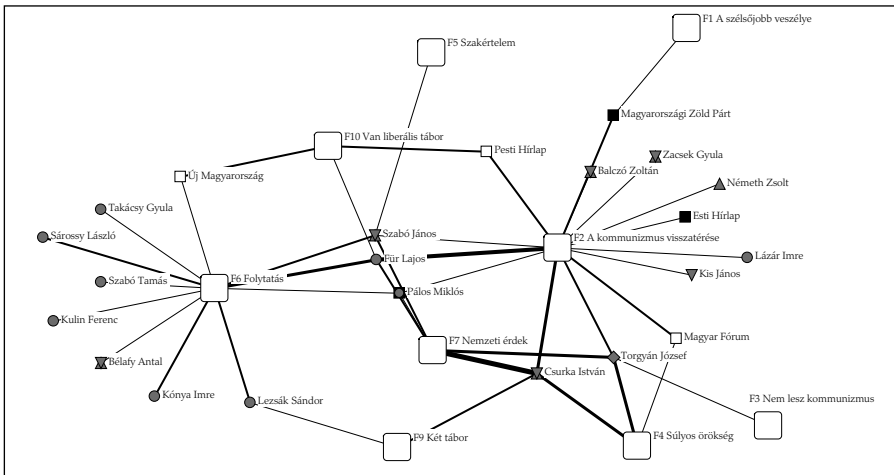 F1 A szélsőjobb veszélye
F5 Szakértelem
Magyarországi Zöld Párt
F10 Van liberális tábor
Pesti Hírlap
Zacsek Gyula
Balczó Zoltán
Új Magyarország
Németh Zsolt
Takácsy Gyula
Esti Hírlap
Sárossy László
Szabó János
F2 A kommunizmus visszatérése
Für Lajos
Lázár Imre
Szabó Tamás
F6 Folytatás
Kis János
Pálos Miklós
Kulin Ferenc
F7 Nemzeti érdek
Magyar Fórum
Bélafy Antal
Torgyán József
Csurka István
Kónya Imre
Lezsák Sándor
F3 Nem lesz kommunizmus
F9 Két tábor
F4 Súlyos örökség